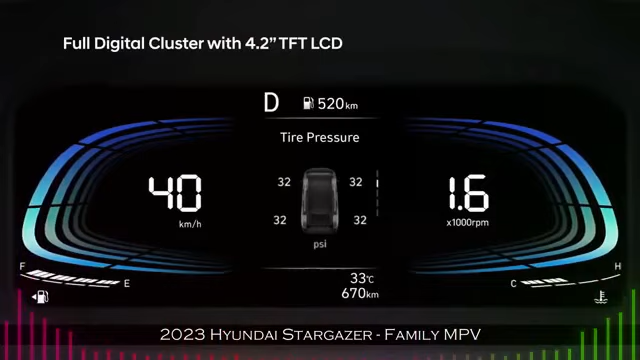 Full Digital Cluster with 4.2” TFT LCD
D 520km
Tire Pressure
32 32
40 1.6
km/h x1000rpm
32 32
psi
F H
E C
33℃
670km
2023 Hyundai Stargazer - Family MPV